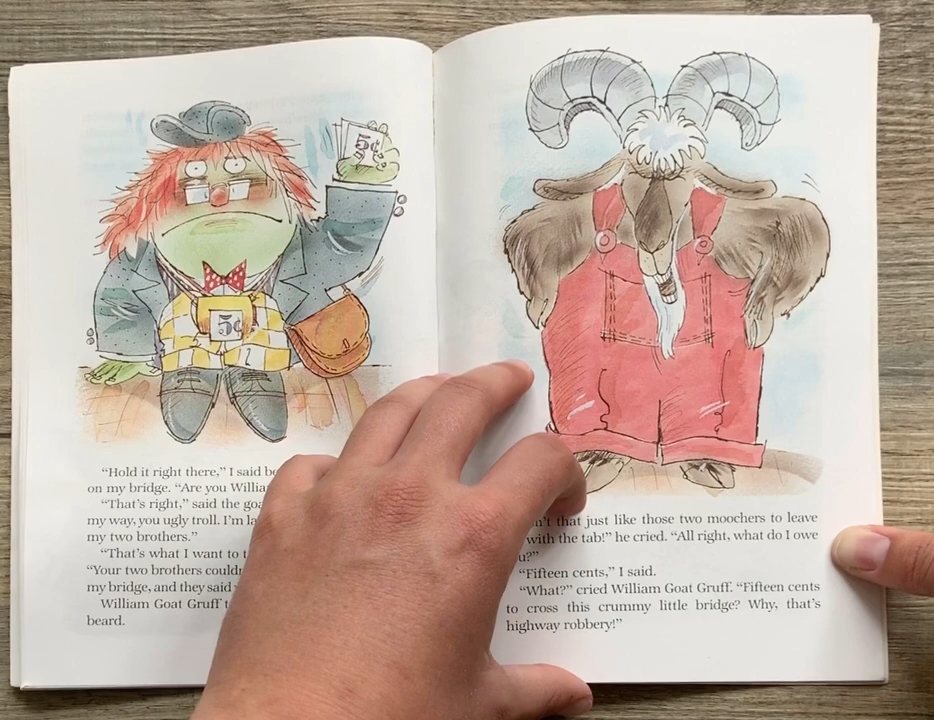 5¢
5¢
"Hold it right there," I said
on my bridge. "Are you
"That's right," said the
my way, you ugly troll. I'm
my two brothers."
"That's what I want to
"Your two brothers
my bridge, and they said
William Goat Gruff
beard.
that just like those two moochers to leave
with the tab!" he cried. "All right, what do I owe
"Fifteen cents," I said.
"What?" cried William Goat Gruff. "Fifteen cents
to cross this crummy little bridge? Why, that's
highway robbery!"